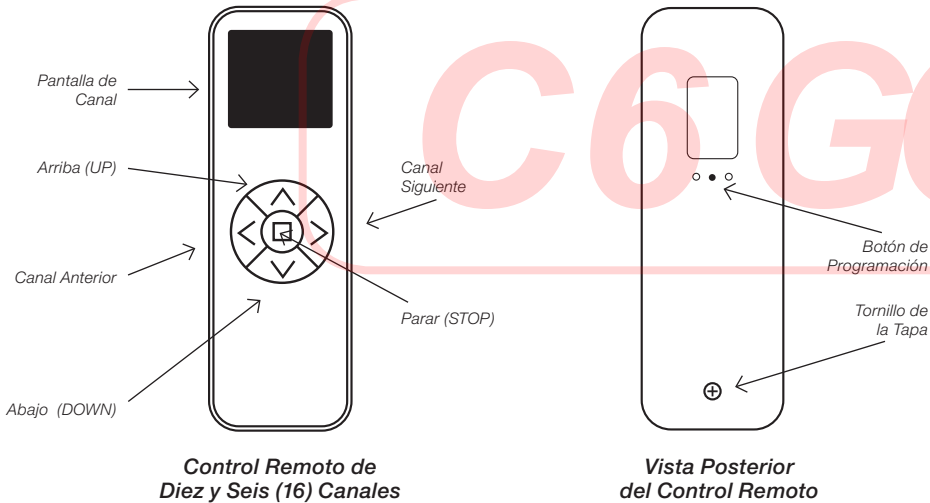 C6 G
Pantalla de
Canal
Arriba (UP)
Canal
Siguiente
Canal Anterior
Parar (STOP)
Abajo (DOWN)
Botón de
Programación
Tornillo de
la Tapa
Control Remoto de
Diez y Seis (16) Canales
Vista Posterior
del Control Remoto